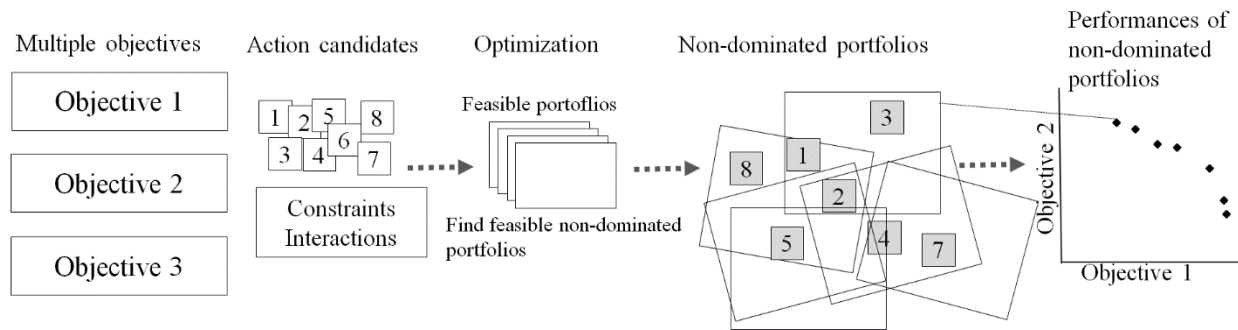 Multiple objectives
Objective 1
Objective 2
Objective 3
Action candidates
1
2
5
8
6
3
4
7
Constraints
Interactions
Optimization
Feasible portoflios
Find feasible non-dominated
portfolios
Non-dominated portfolios
3
1
8
2
4
5
7
Performances of
non-dominated
portfolios
Objective 2
Objective 1